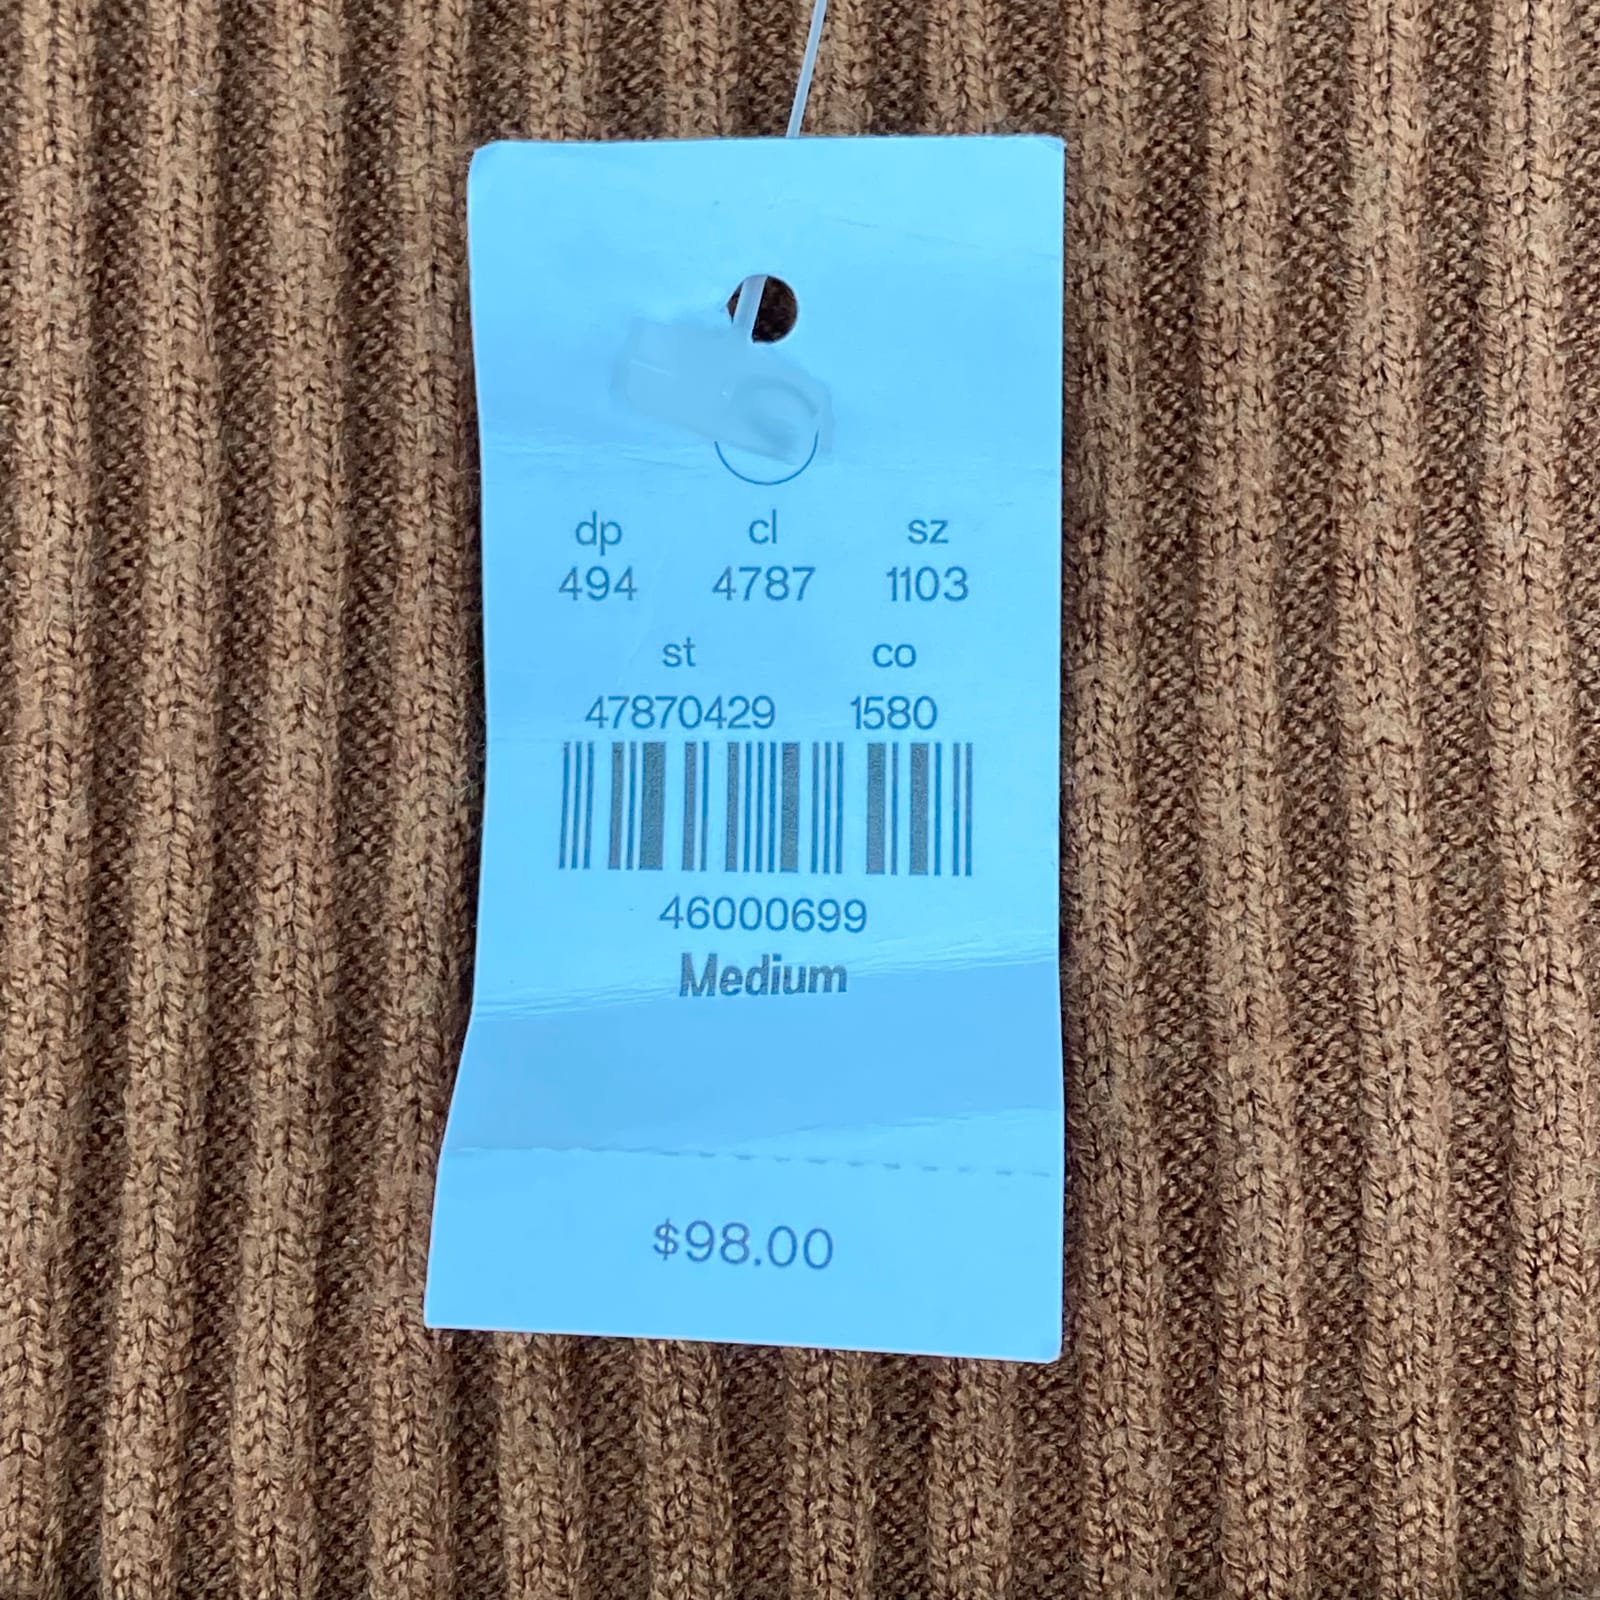 dp cl sz
494 4787 1103
st co
47870429 1580
46000699
Medium
$98.00